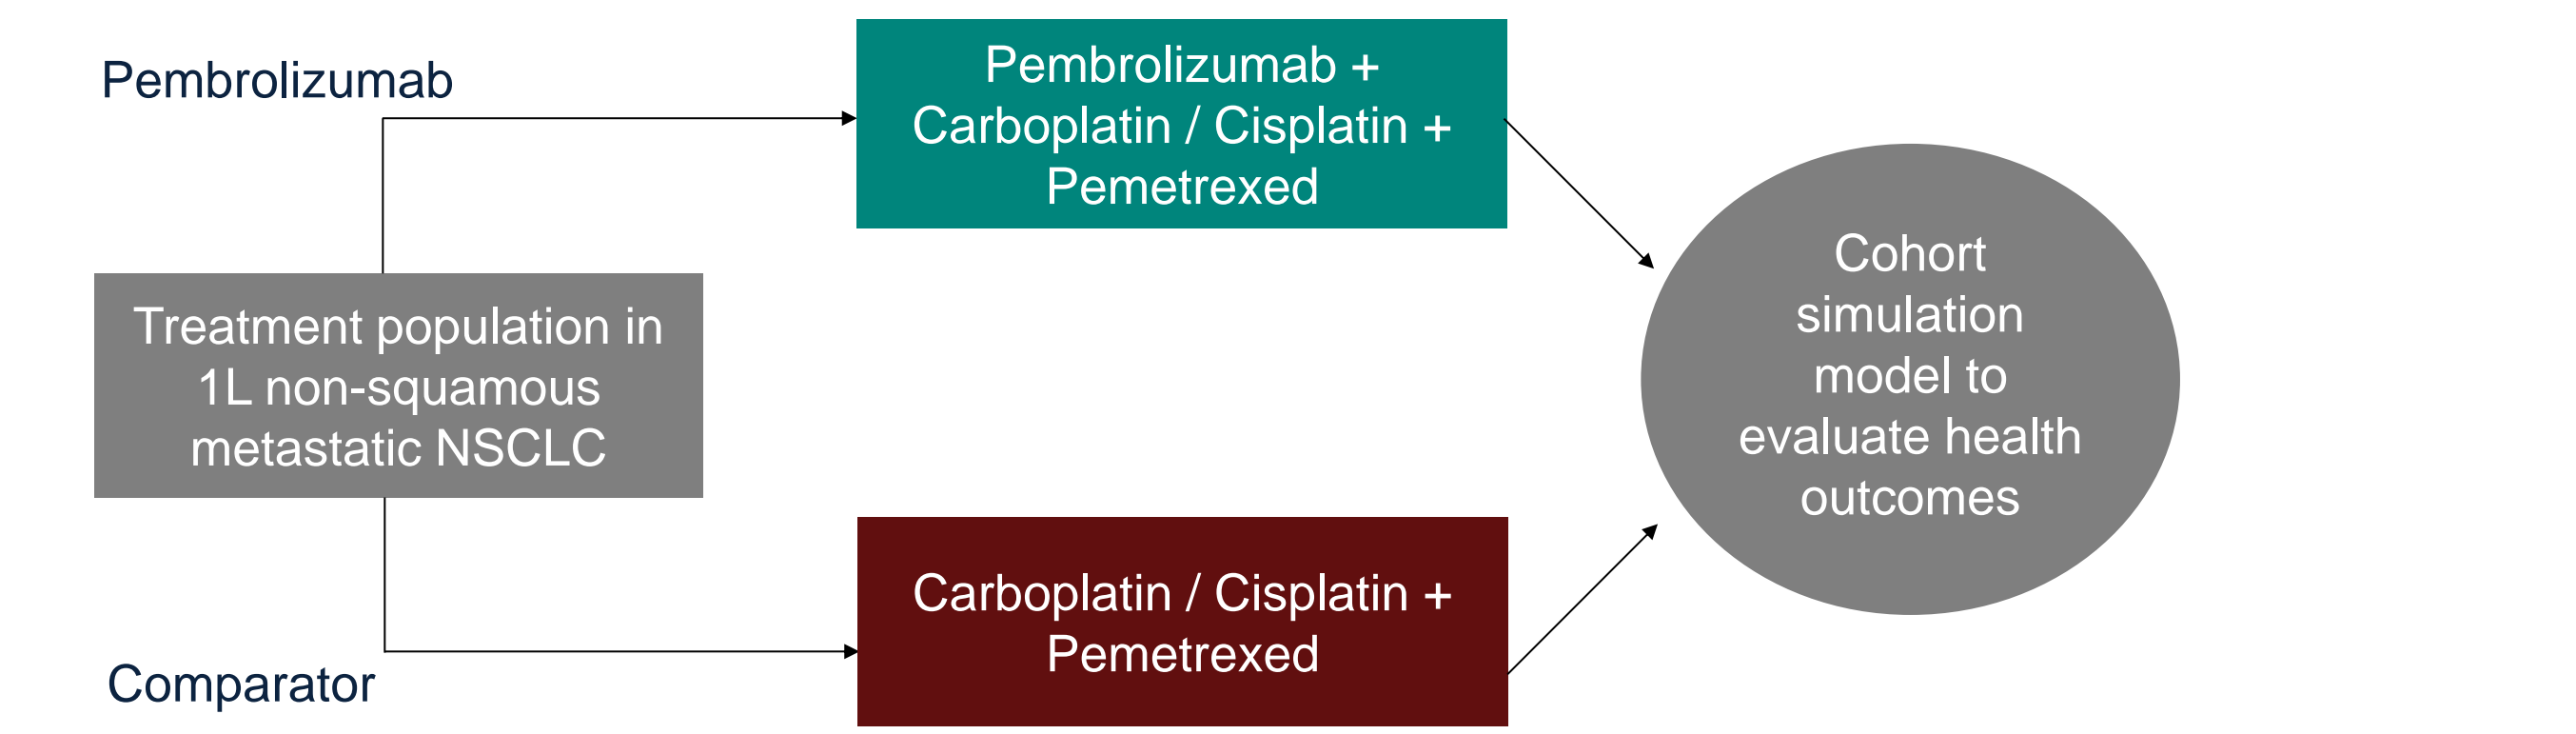 Pembrolizumab
Pembrolizumab +
Carboplatin / Cisplatin +
Pemetrexed
Treatment population in
1L non-squamous
metastatic NSCLC
Cohort
simulation
model to
evaluate health
outcomes
Carboplatin / Cisplatin +
Pemetrexed
Comparator